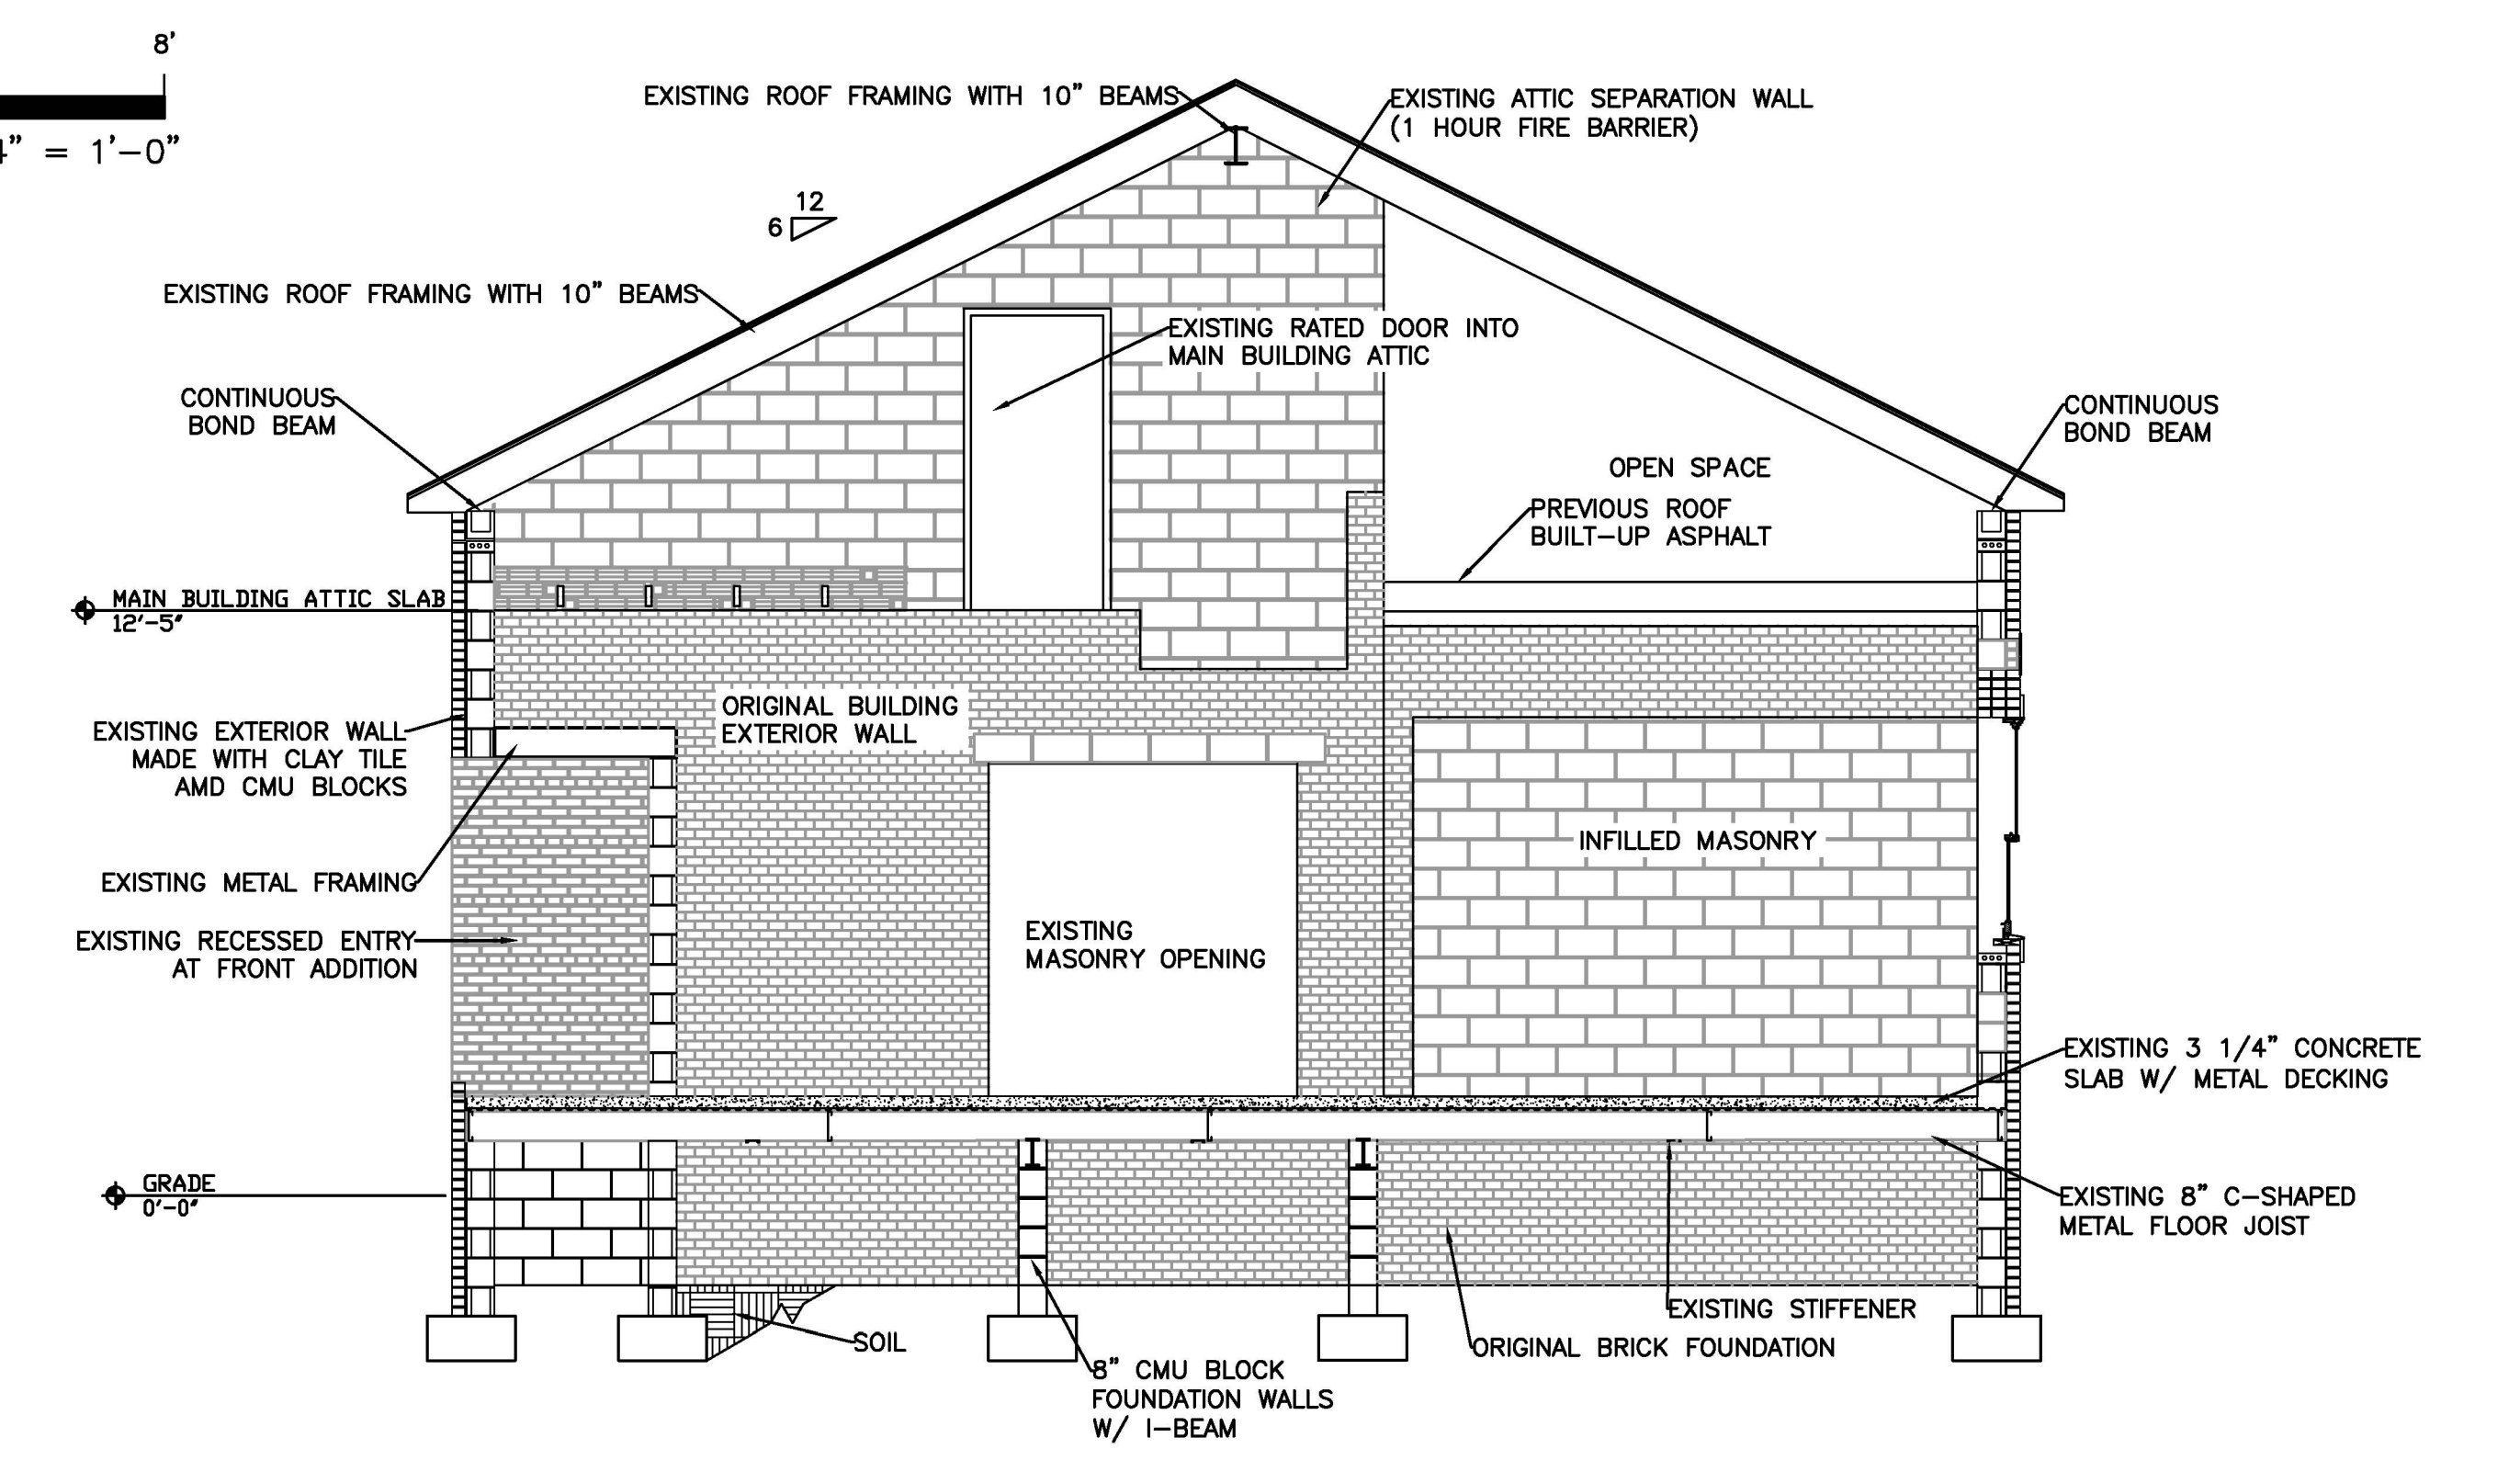 8'
4" = 1'-0"
EXISTING ROOF FRAMING WITH 10" BEAMS
EXISTING ATTIC SEPARATION WALL
(1 HOUR FIRE BARRIER)
12
6
EXISTING ROOF FRAMING WITH 10" BEAMS
EXISTING RATED DOOR INTO
MAIN BUILDING ATTIC
CONTINUOUS
BOND BEAM
CONTINUOUS
BOND BEAM
OPEN SPACE
PREVIOUS ROOF
BUILT-UP ASPHALT
MAIN BUILDING ATTIC SLAB
12'-5"
ORIGINAL BUILDING
EXTERIOR WALL
EXISTING EXTERIOR WALL
MADE WITH CLAY TILE
AMD CMU BLOCKS
INFILLED MASONRY
EXISTING METAL FRAMING
EXISTING
MASONRY OPENING
EXISTING RECESSED ENTRY
AT FRONT ADDITION
EXISTING 3 1/4" CONCRETE
SLAB W/ METAL DECKING
GRADE
0'-0"
EXISTING 8" C-SHAPED
METAL FLOOR JOIST
EXISTING STIFFENER
SOIL
ORIGINAL BRICK FOUNDATION
8" CMU BLOCK
FOUNDATION WALLS
W/ I-BEAM